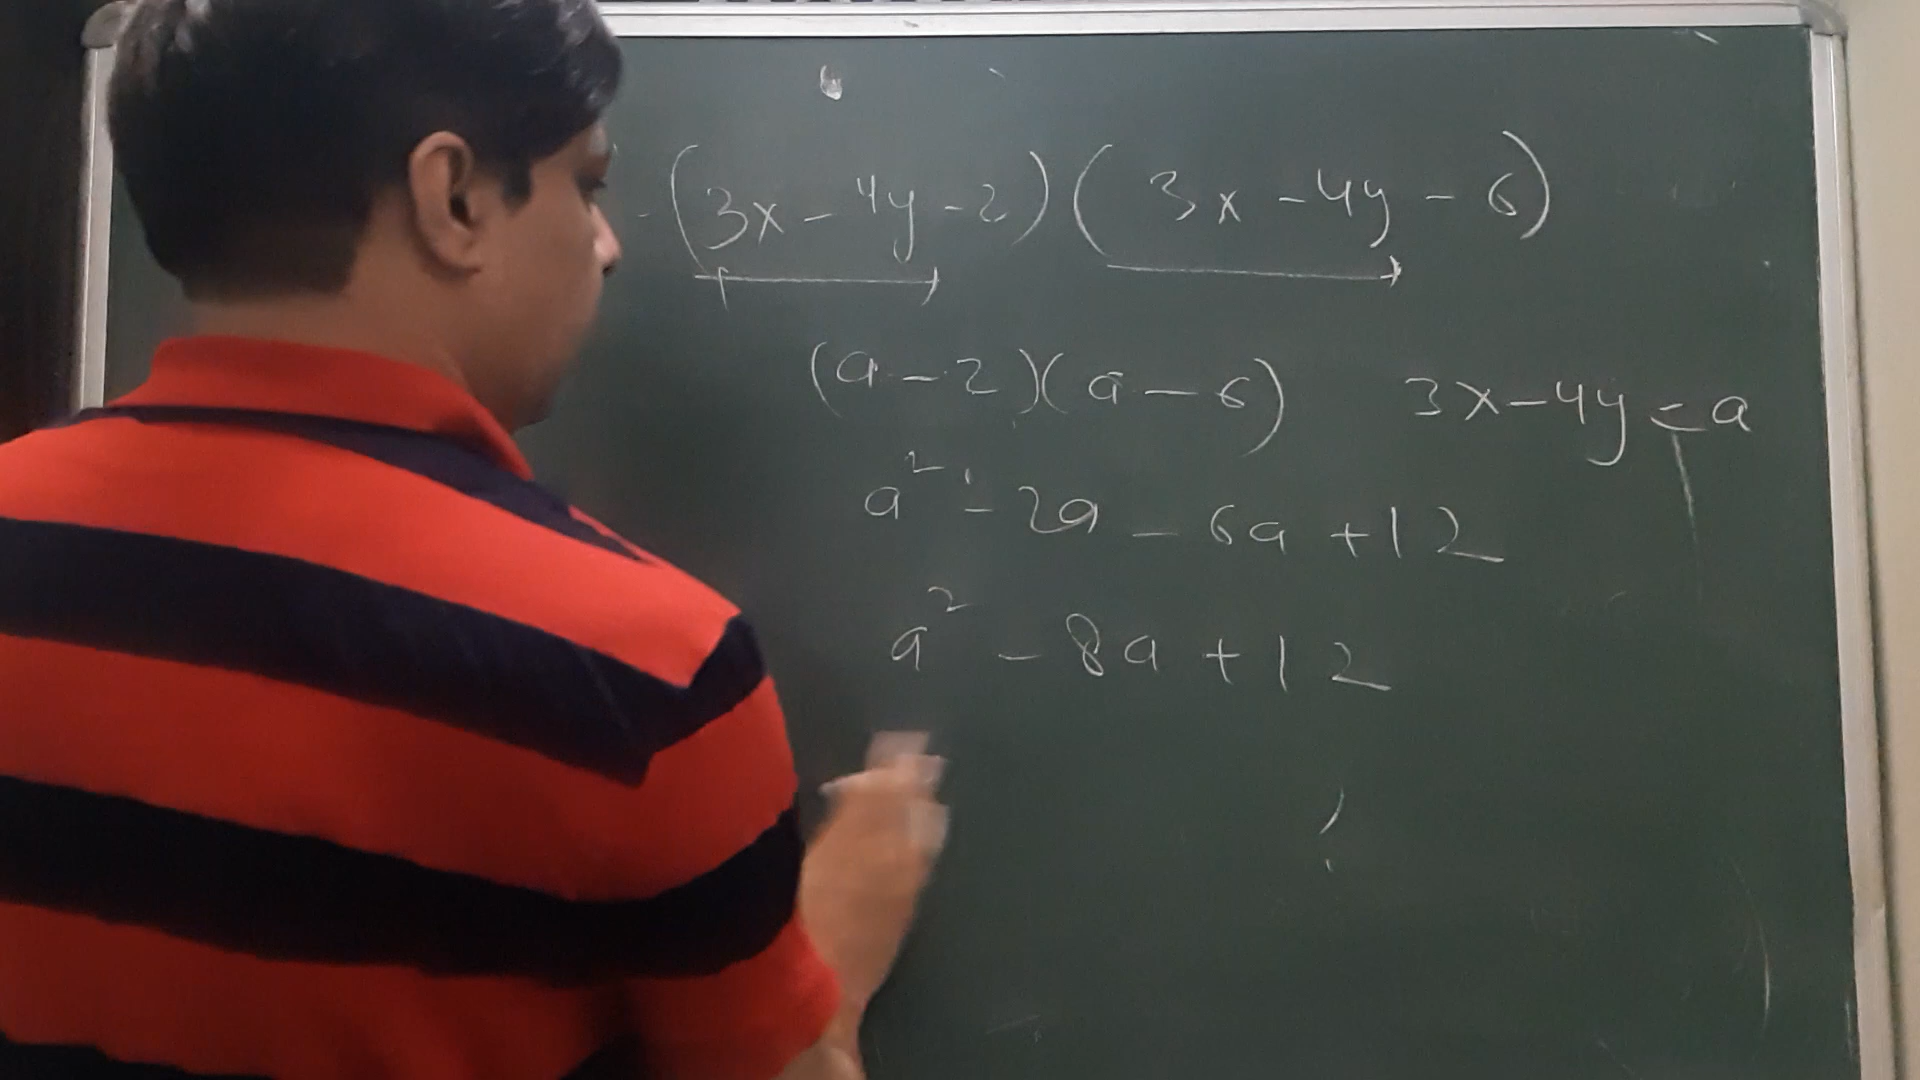 (3x - 4y - 2) (3x - 4y - 6)
(a - 2)(a - 6) 3x - 4y = a
a² - 2a - 6a + 12
a² - 8a + 12